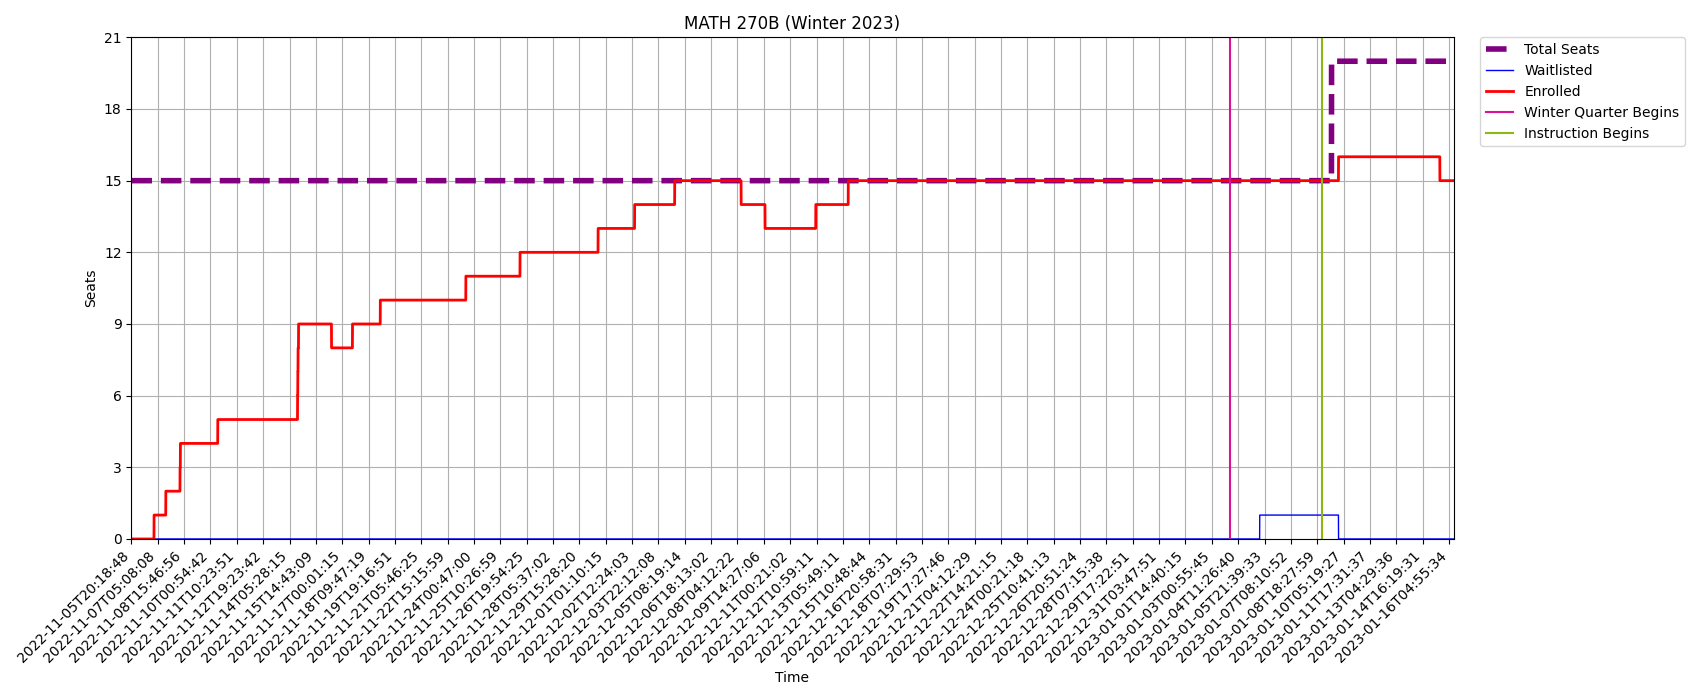 MATH 270B (Winter 2023)
Total Seats
Waitlisted
Enrolled
Winter Quarter Begins
Instruction Begins
Seats
21
18
15
12
9
6
3
0
2022-11-05T20:18:48
2022-11-07T05:08:08
2022-11-08T15:46:56
2022-11-10T00:54:42
2022-11-11T10:23:51
2022-11-12T19:23:42
2022-11-14T05:28:15
2022-11-15T14:43:09
2022-11-17T00:01:15
2022-11-18T09:47:19
2022-11-19T19:16:51
2022-11-21T05:46:25
2022-11-22T15:15:59
2022-11-24T00:47:00
2022-11-25T10:26:59
2022-11-26T19:54:25
2022-11-28T05:37:02
2022-11-29T15:28:20
2022-12-01T01:10:15
2022-12-02T12:24:03
2022-12-03T22:12:08
2022-12-05T08:19:14
2022-12-06T18:13:02
2022-12-08T04:12:22
2022-12-09T14:27:06
2022-12-11T00:21:02
2022-12-12T10:59:11
2022-12-13T05:49:11
2022-12-15T10:48:44
2022-12-16T20:58:31
2022-12-18T07:29:53
2022-12-19T17:27:46
2022-12-21T04:12:29
2022-12-22T14:21:15
2022-12-24T00:21:18
2022-12-25T10:41:13
2022-12-26T20:51:24
2022-12-28T07:15:38
2022-12-29T17:22:51
2022-12-31T03:47:51
2023-01-01T14:40:15
2023-01-03T00:55:45
2023-01-04T11:26:40
2023-01-05T21:39:33
2023-01-07T08:10:52
2023-01-08T18:27:59
2023-01-10T05:19:27
2023-01-11T17:31:37
2023-01-13T04:29:36
2023-01-14T16:19:31
2023-01-16T04:55:34
Time